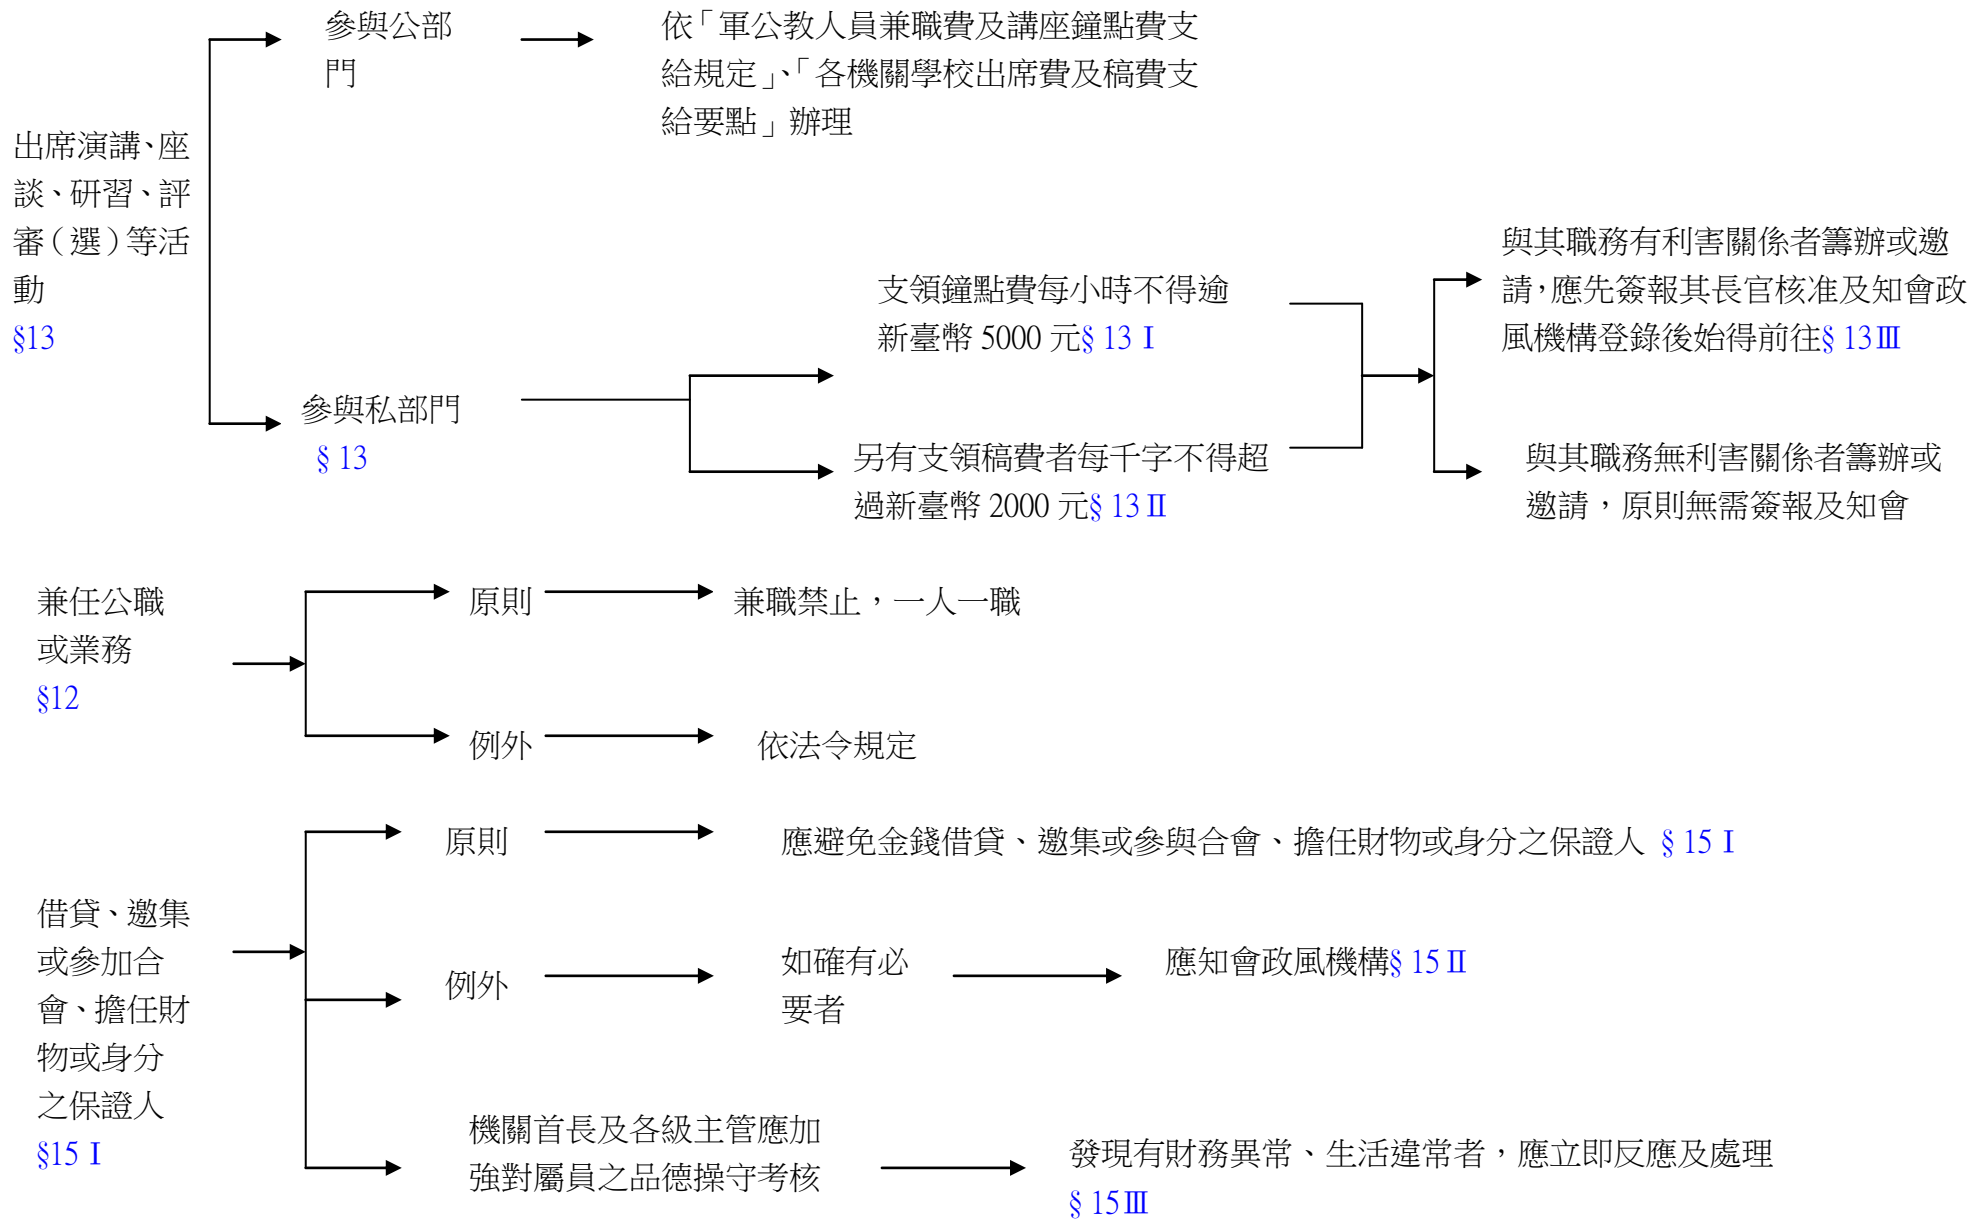 參與公部
門
依「軍公教人員兼職費及講座鐘點費支
給規定」、「各機關學校出席費及稿費支
給要點」辦理
出席演講、座
談、研習、評
審（選）等活
動
§13
參與私部門
§ 13
支領鐘點費每小時不得逾
新臺幣 5000 元§ 13 I
另有支領稿費者每千字不得超
過新臺幣 2000 元§ 13 II
與其職務有利害關係者籌辦或邀
請，應先簽報其長官核准及知會政
風機構登錄後始得前往§ 13III
與其職務無利害關係者籌辦或
邀請，原則無需簽報及知會
兼任公職
或業務
§12
原則
兼職禁止，一人一職
例外
依法令規定
借貸、邀集
或參加合
會、擔任財
物或身分
之保證人
§15 I
原則
應避免金錢借貸、邀集或參與合會、擔任財物或身分之保證人 § 15 I
例外
如確有必
要者
應知會政風機構§ 15 II
機關首長及各級主管應加
強對屬員之品德操守考核
發現有財務異常、生活違常者，應立即反應及處理
§ 15III